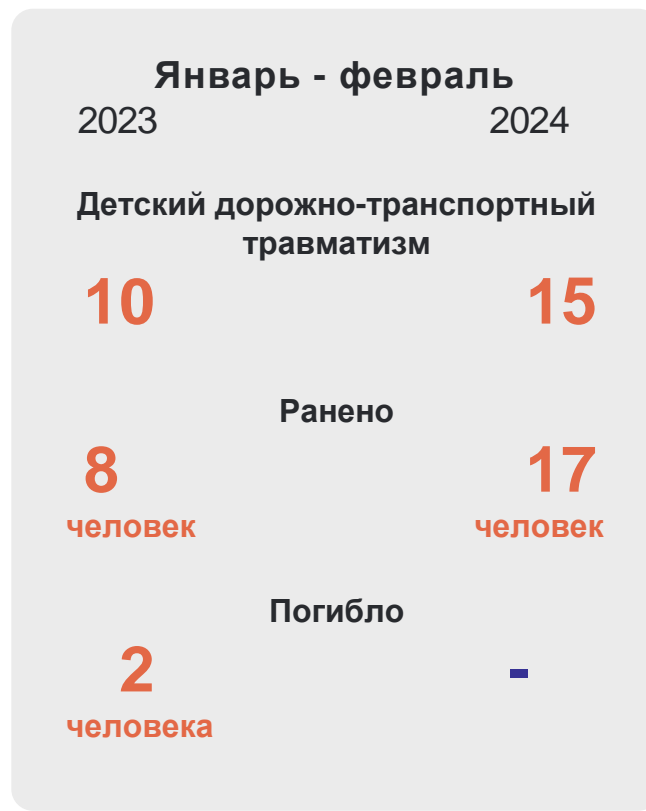 Январь - февраль
2023 2024
Детский дорожно-транспортный
травматизм
10 15
Ранено
8 17
человек человек
Погибло
2 -
человека